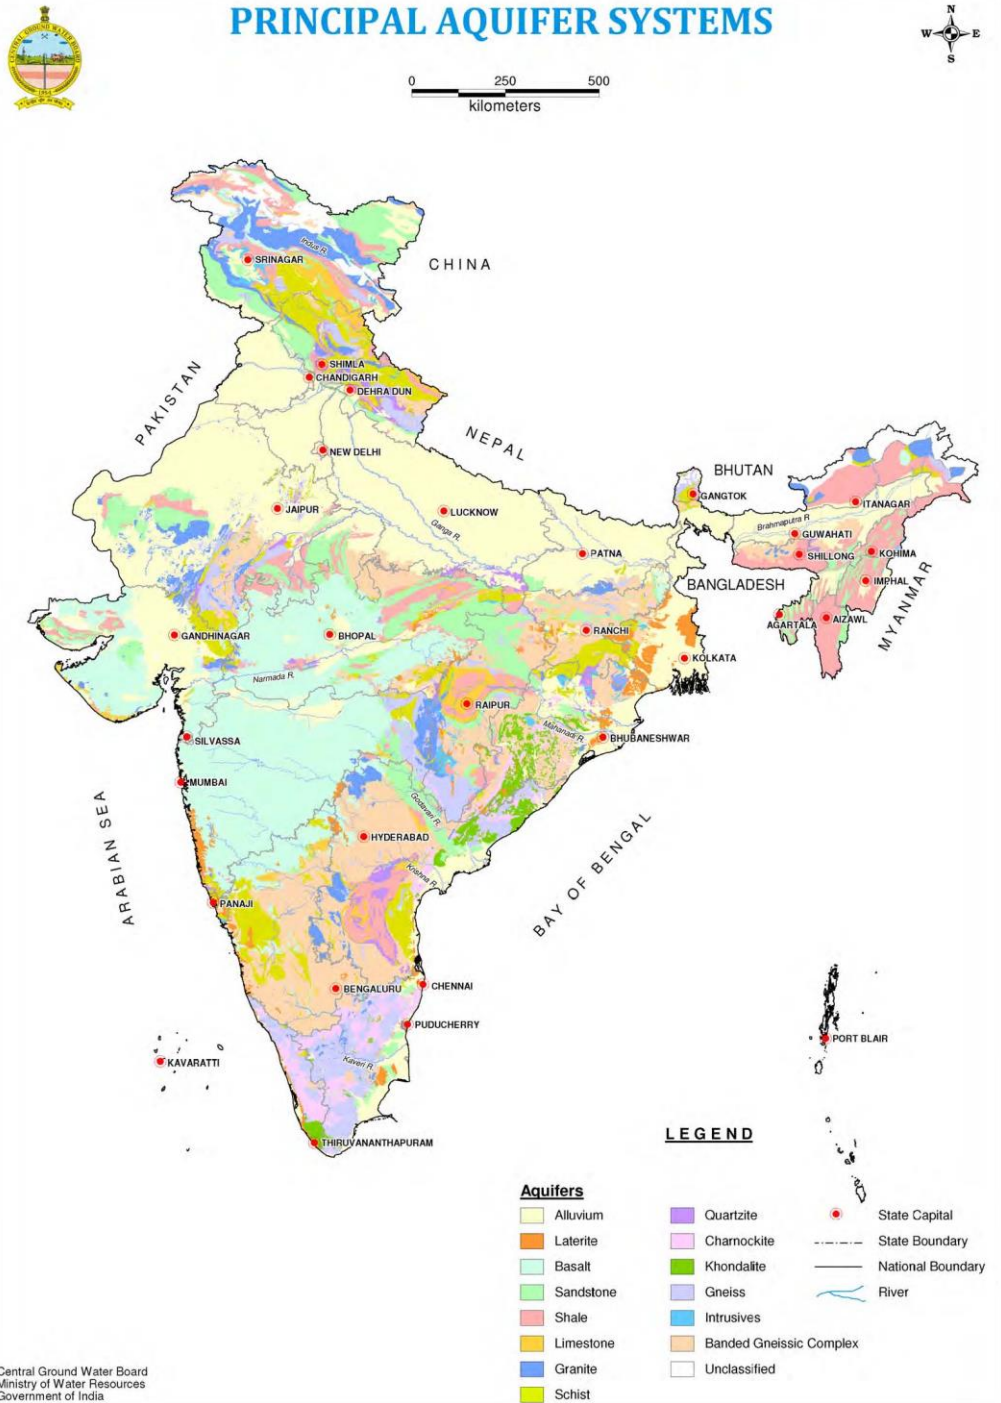 PRINCIPAL AQUIFER SYSTEMS
CENTRAL GROUND WATER BOARD
N
W E
S
0 250 500
kilometers
CHINA
Indus R.
SRINAGAR
SHIMLA
CHANDIGARH
DEHRA DUN
PAKISTAN
NEPAL
NEW DELHI
BHUTAN
GANGTOK
ITANAGAR
JAIPUR
LUCKNOW
Ganga R.
Brahmaputra R
GUWAHATI
PATNA
SHILLONG
KOHIMA
BANGLADESH
IMPHAL
MYANMAR
AGARTALA
AIZAWL
GANDHINAGAR
BHOPAL
RANCHI
KOLKATA
Narmada R.
RAIPUR
Mahanadi R.
SILVASSA
BHUBANESHWAR
MUMBAI
Godavari R.
ARABIAN SEA
HYDERABAD
BAY OF BENGAL
Krishna R.
PANAJI
BENGALURU
CHENNAI
PUDUCHERRY
PORT BLAIR
KAVARATTI
Kaveri R.
THIRUVANANTHAPURAM
LEGEND
Aquifers
Alluvium
Laterite
Basalt
Sandstone
Shale
Limestone
Granite
Schist
Quartzite
Charnockite
Khondalite
Gneiss
Intrusives
Banded Gneissic Complex
Unclassified
State Capital
State Boundary
National Boundary
River
Central Ground Water Board
Ministry of Water Resources
Government of India